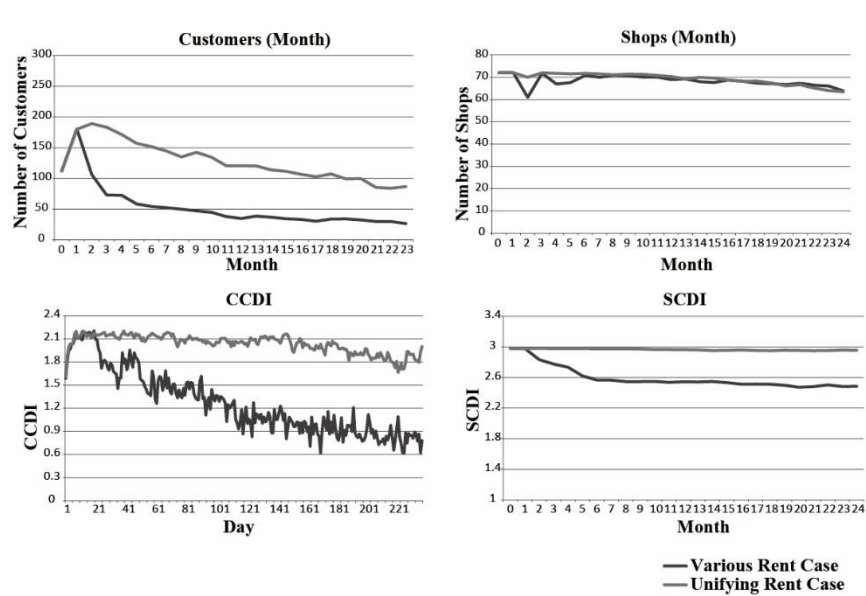 Customers (Month)
Number of Customers
300
250
200
150
100
50
0
0 1 2 3 4 5 6 7 8 9 10 11 12 13 14 15 16 17 18 19 20 21 22 23
Month
Shops (Month)
Number of Shops
80
70
60
50
40
30
20
10
0
0 1 2 3 4 5 6 7 8 9 10 11 12 13 14 15 16 17 18 19 20 21 22 23 24
Month
CCDI
CCDI
2.4
2.1
1.8
1.5
1.2
0.9
0.6
0.3
0
1 21 41 61 81 101 121 141 161 181 201 221
Day
SCDI
SCDI
3.4
3
2.6
2.2
1.8
1.4
1
0 1 2 3 4 5 6 7 8 9 10 11 12 13 14 15 16 17 18 19 20 21 22 23 24
Month
Various Rent Case
Unifying Rent Case